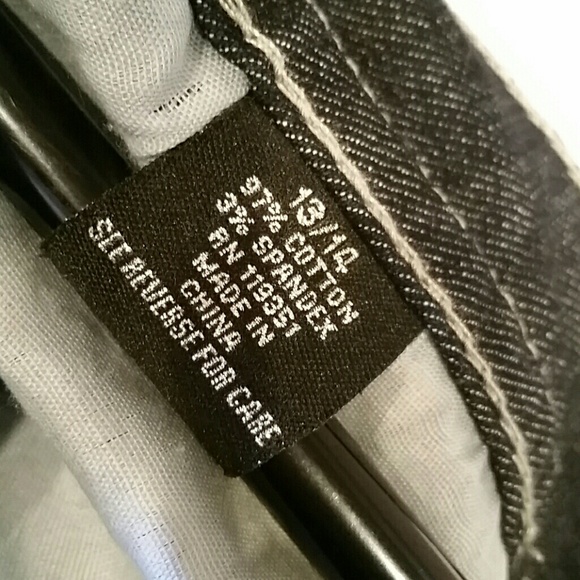 13/14
97% COTTON
3% SPANDEX
RN 119351
MADE IN
CHINA
SEE REVERSE FOR CARE